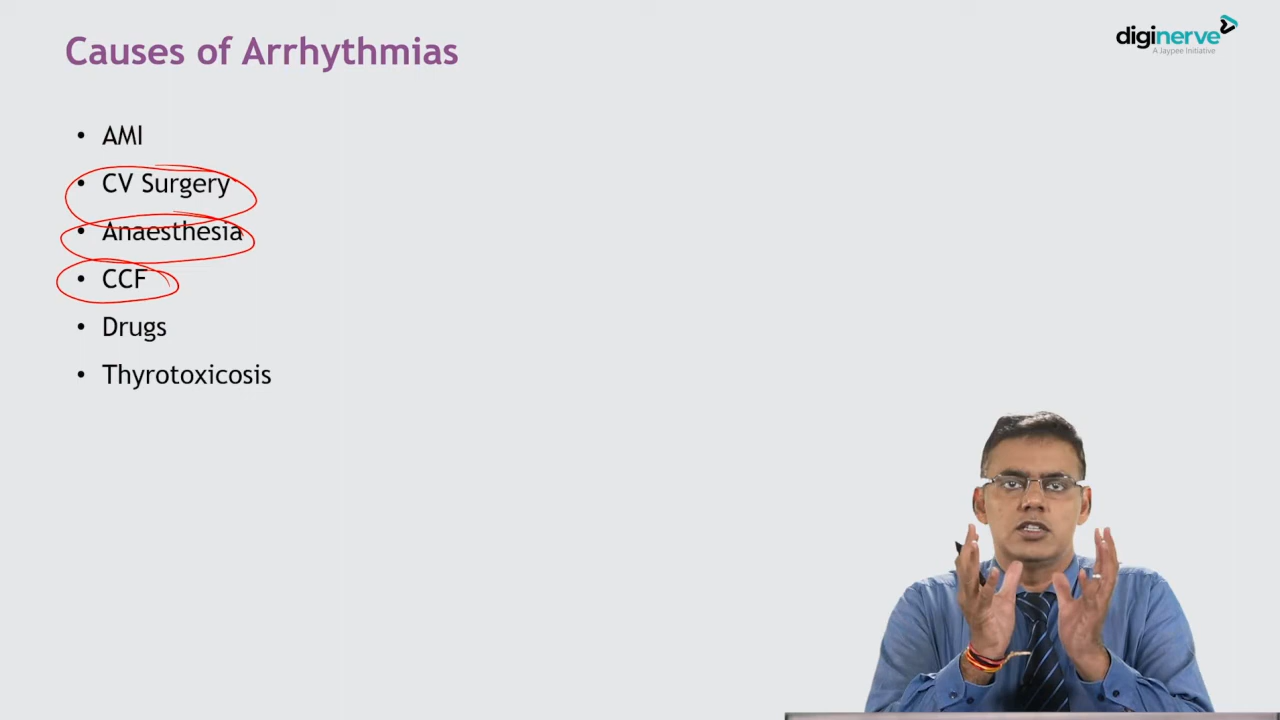 Causes of Arrhythmias
diginerve
A Jaypee Initiative
• AMI
• CV Surgery
• Anaesthesia
• CCF
• Drugs
• Thyrotoxicosis